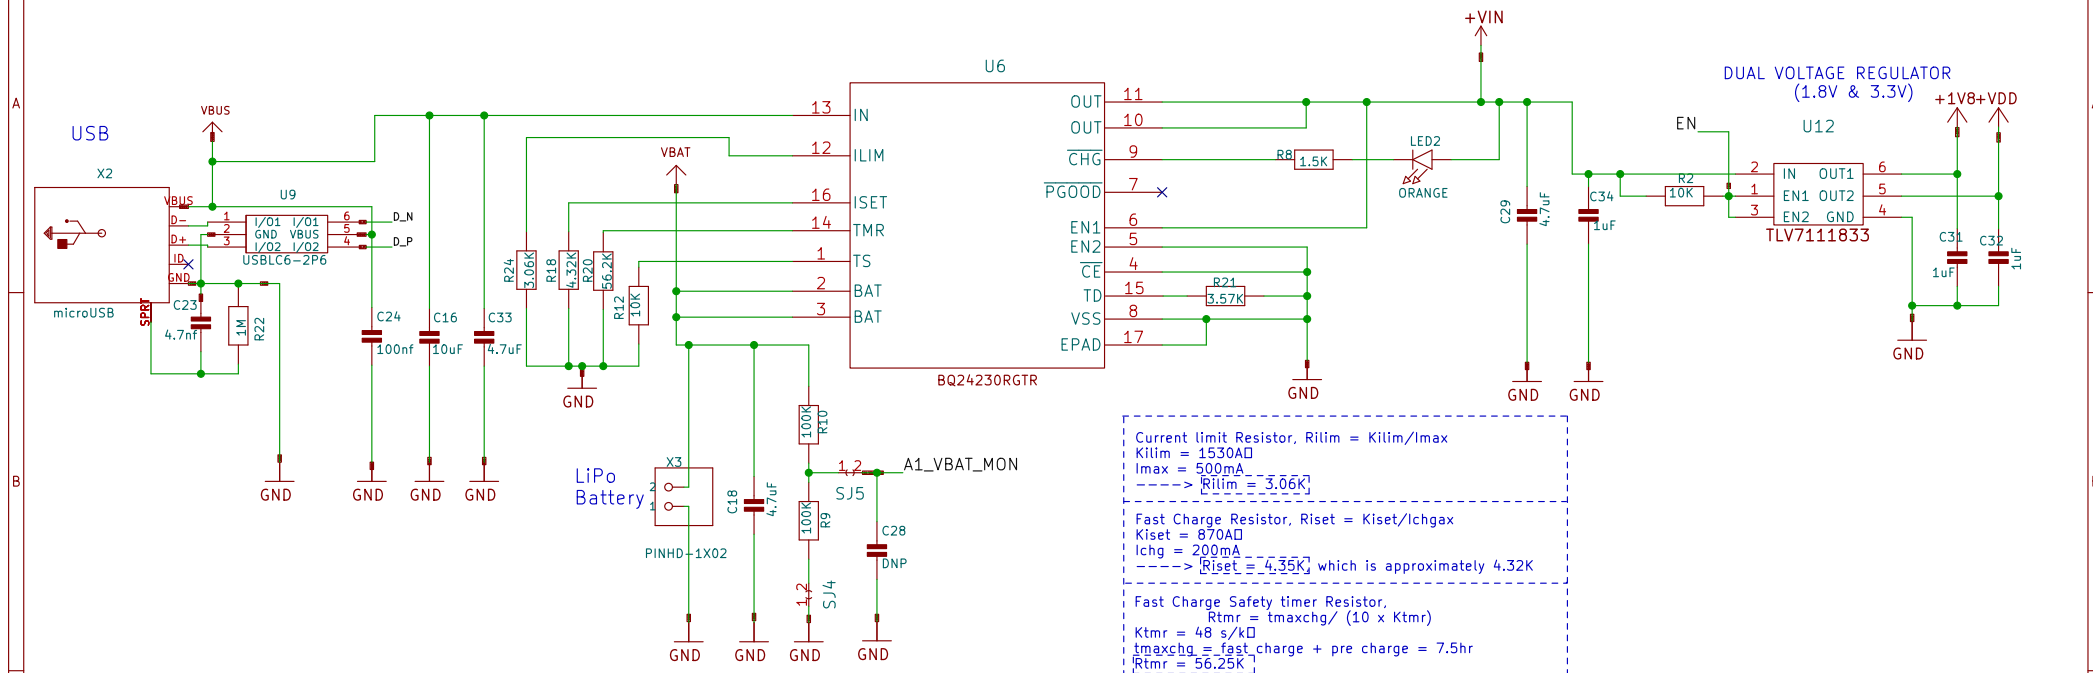 A
B
USB
VBUS
X2
VBUS
D-
D+
ID
GND
SPRT
microUSB
U9
1 I/O1 I/O1 6
2 GND VBUS 5
3 I/O2 I/O2 4
USBLC6-2P6
D_N
D_P
C23
4.7nf
1M
R22
GND
C24
100nf
GND
C16
10uF
GND
C33
4.7uF
GND
R24
3.06K
R18
4.32K
R20
56.2K
R12
10K
GND
VBAT
U6
13 IN
12 ILIM
16 ISET
14 TMR
1 TS
2 BAT
3 BAT
OUT 11
OUT 10
CHG 9
PGOOD 7
EN1 6
EN2 5
CE 4
TD 15
VSS 8
EPAD 17
BQ24230RGTR
R8
1.5K
LED2
ORANGE
R21
3.57K
GND
+VIN
C29
4.7uF
GND
C34
1uF
GND
DUAL VOLTAGE REGULATOR
(1.8V & 3.3V)
EN
R2
10K
U12
2 IN OUT1 6
1 EN1 OUT2 5
3 EN2 GND 4
TLV7111833
+1V8
+VDD
C31
1uF
C32
1uF
GND
LiPo
Battery
X3
2
1
PINHD-1X02
GND
C18
4.7uF
GND
100K
R10
100K
R9
1 2
SJ5
A1_VBAT_MON
1 2
SJ4
GND
C28
DNP
GND
Current limit Resistor, Rilim = Kilim/Imax
Kilim = 1530A
Imax = 500mA
----> Rilim = 3.06K
Fast Charge Resistor, Riset = Kiset/Ichgax
Kiset = 870A
Ichg = 200mA
----> Riset = 4.35K, which is approximately 4.32K
Fast Charge Safety timer Resistor,
Rtmr = tmaxchg/ (10 x Ktmr)
Ktmr = 48 s/k
tmaxchg = fast charge + pre charge = 7.5hr
Rtmr = 56.25K